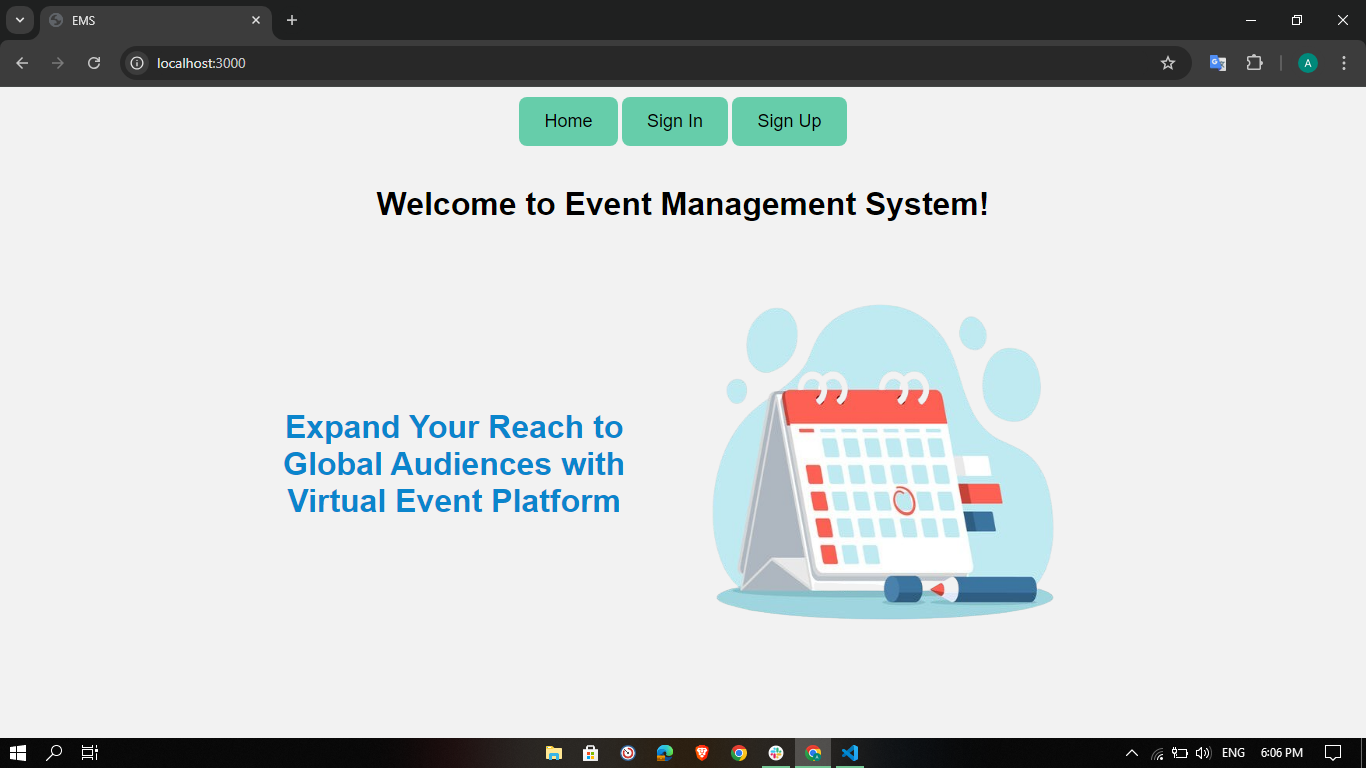 EMS
localhost:3000
A
Home Sign In Sign Up
Welcome to Event Management System!
Expand Your Reach to
Global Audiences with
Virtual Event Platform
ENG 6:06 PM